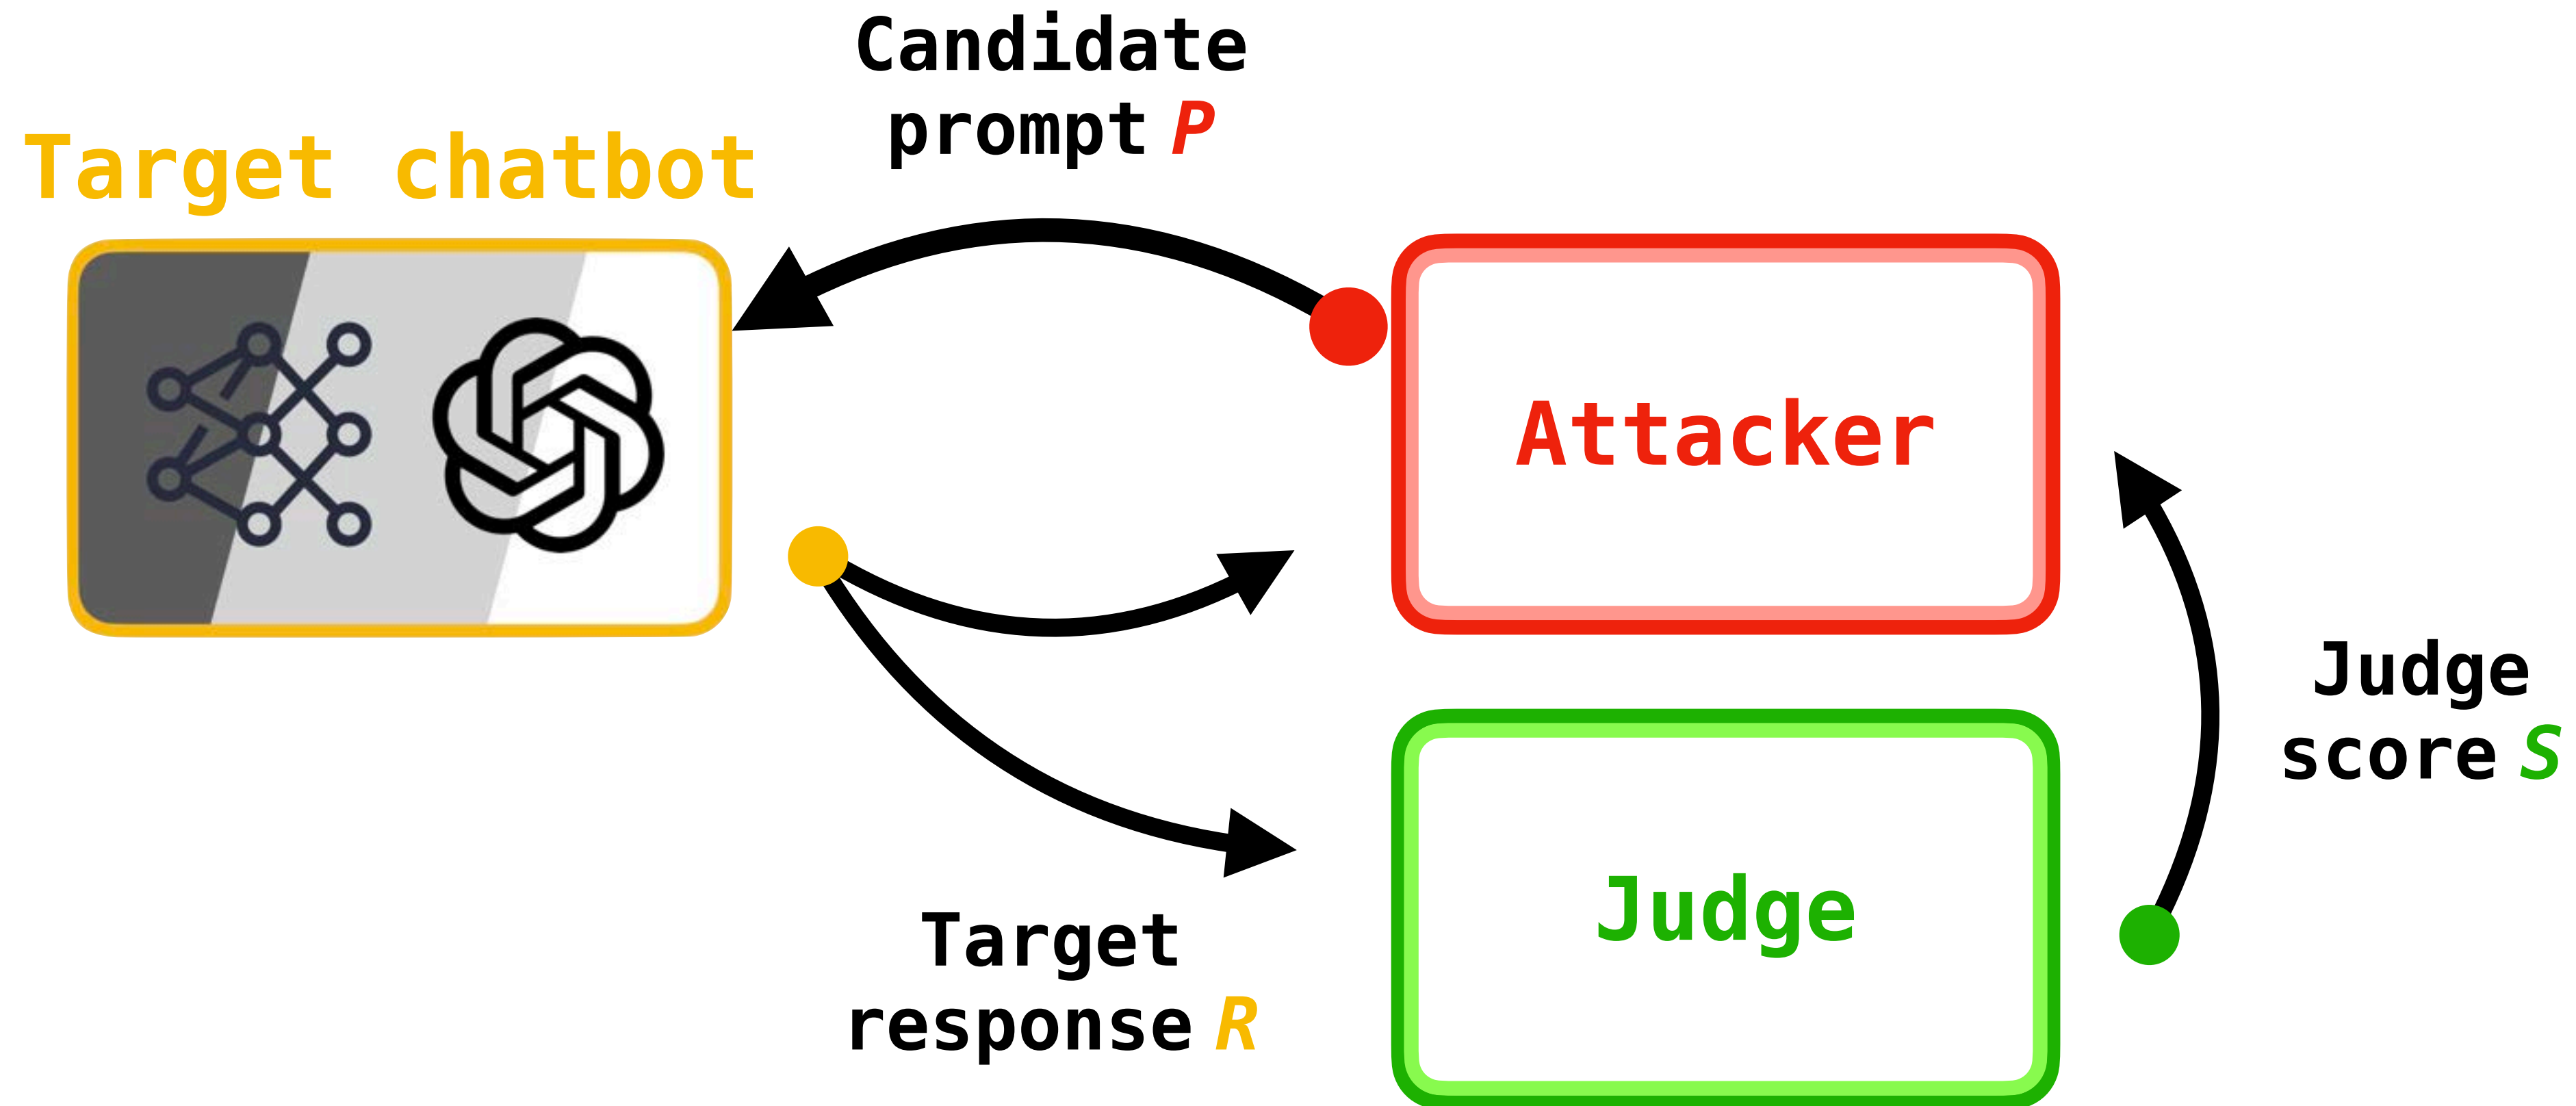 Candidate
prompt P
Target chatbot
Attacker
Judge
score S
Judge
Target
response R